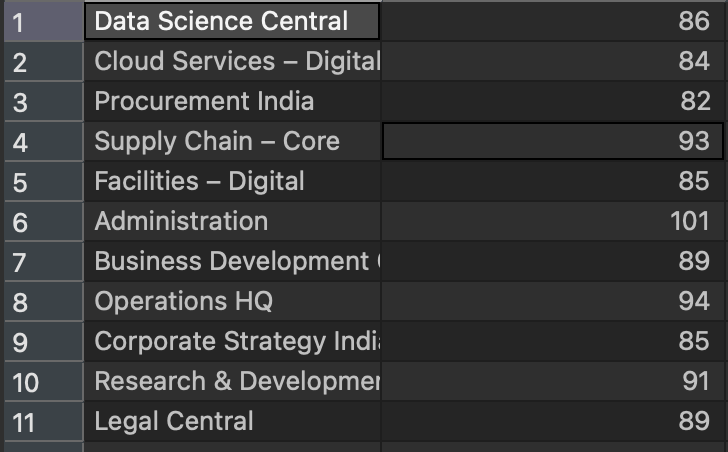 1 Data Science Central 86
2 Cloud Services – Digital 84
3 Procurement India 82
4 Supply Chain – Core 93
5 Facilities – Digital 85
6 Administration 101
7 Business Development 89
8 Operations HQ 94
9 Corporate Strategy 85
10 Research & 91
11 Legal Central 89